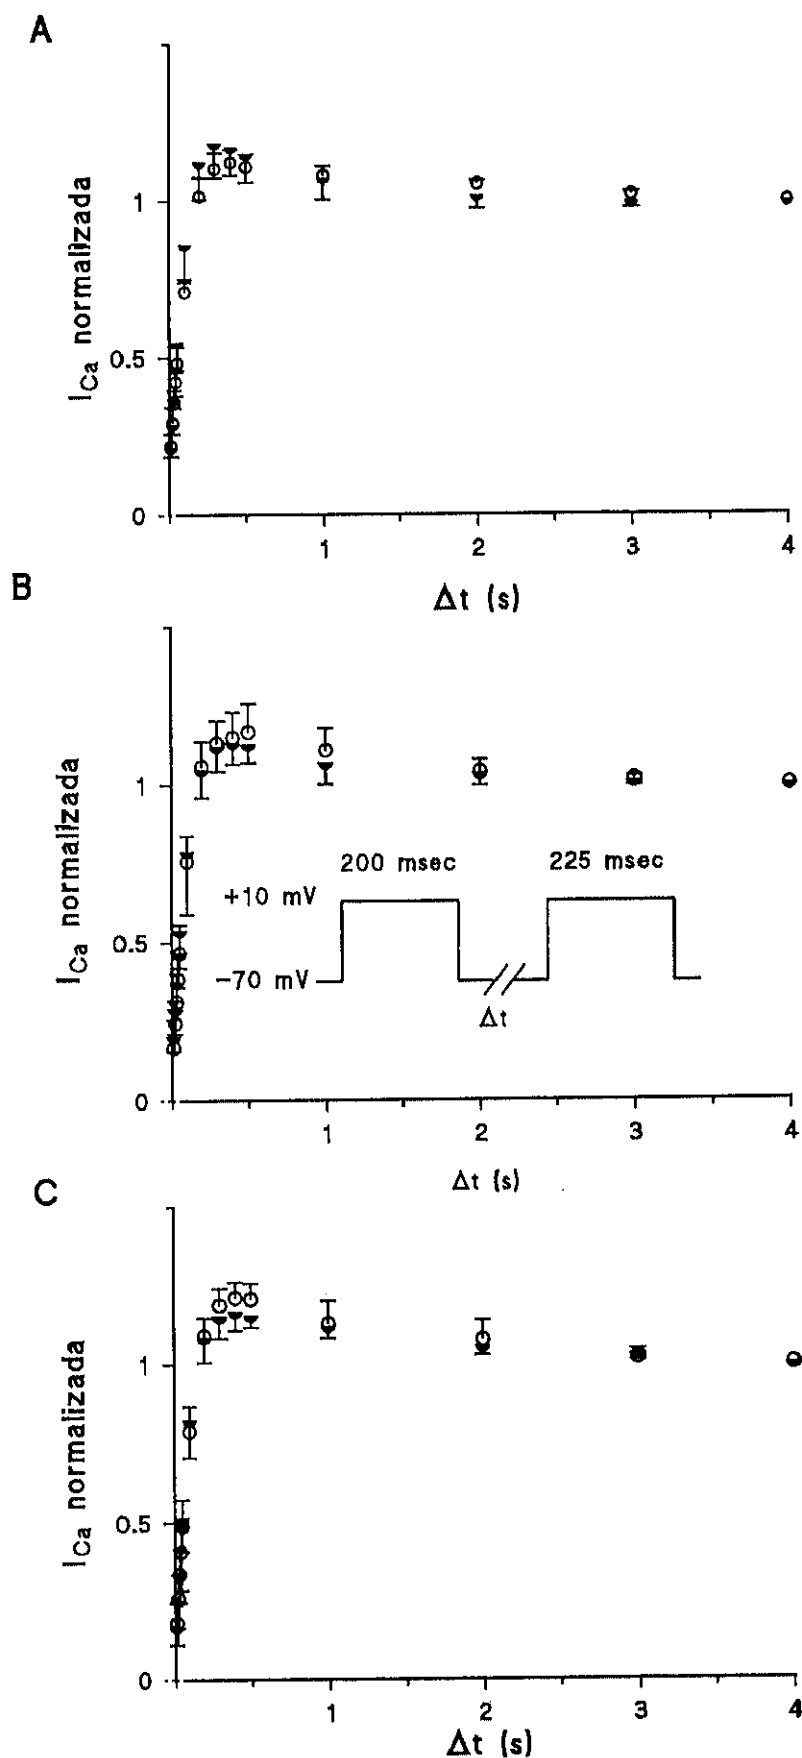 A
I_Ca normalizada
1
0.5
0
1 2 3 4
Δt (s)
B
I_Ca normalizada
1
0.5
0
200 msec 225 msec
+10 mV
-70 mV
Δt
1 2 3 4
Δt (s)
C
I_Ca normalizada
1
0.5
0
1 2 3 4
Δt (s)